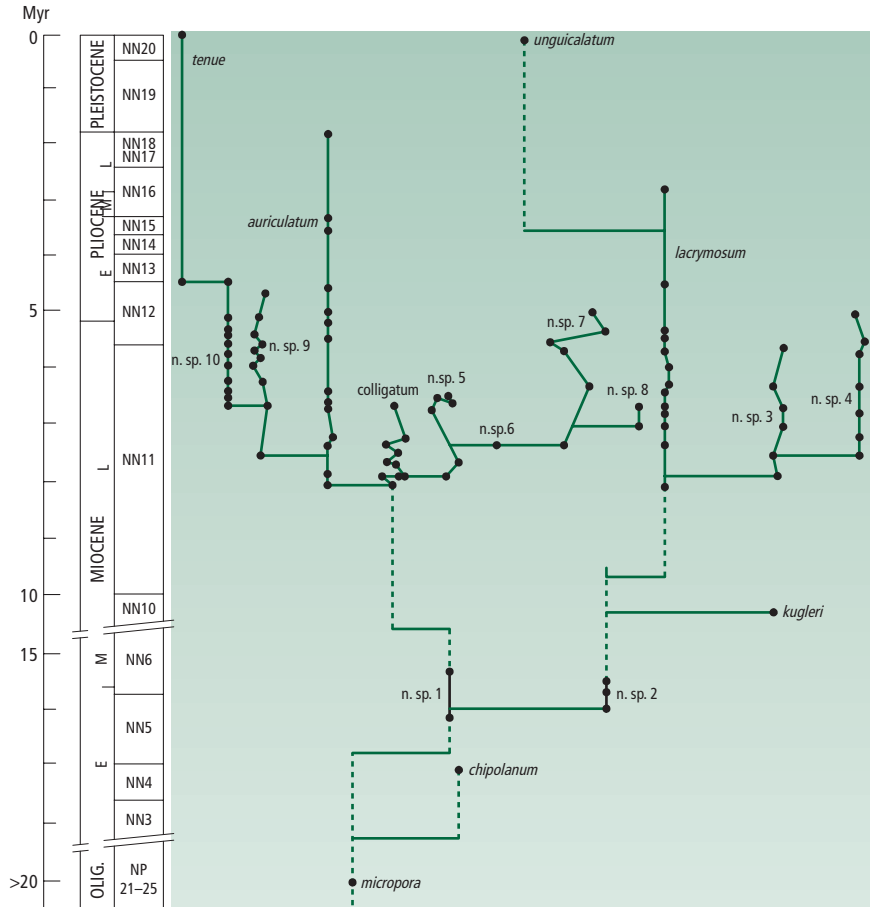 Myr
0
5
10
15
>20
PLEISTOCENE
PLIOCENE
L
M
E
MIOCENE
L
M
E
OLIG.
NN20
NN19
NN18
NN17
NN16
NN15
NN14
NN13
NN12
NN11
NN10
NN6
NN5
NN4
NN3
NP
21–25
tenue
unguicalatum
auriculatum
lacrymosum
n. sp. 10
n. sp. 9
colligatum
n.sp. 5
n.sp.6
n.sp. 7
n. sp. 8
n. sp. 3
n. sp. 4
kugleri
n. sp. 1
n. sp. 2
chipolanum
micropora